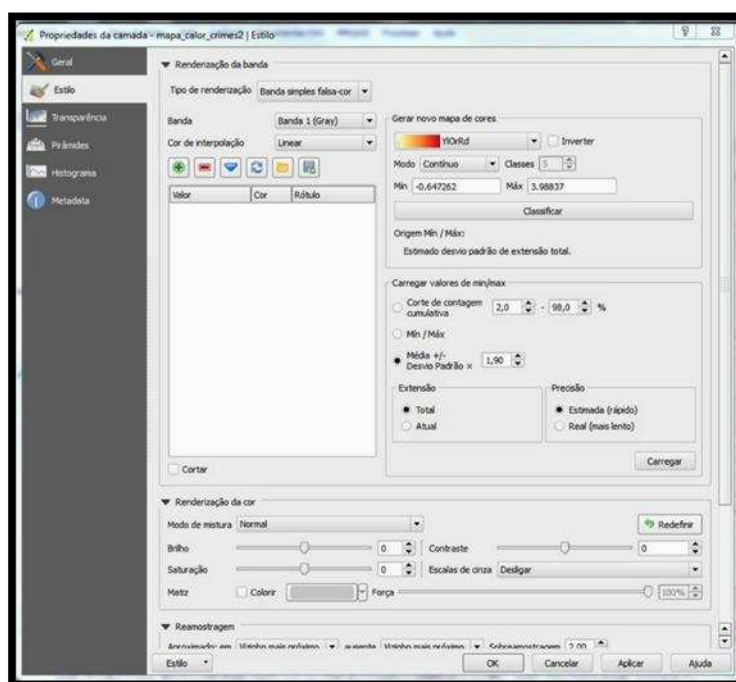 Propriedades da camada - mapa_calor_crimes2 | Estilo
Geral
Estilo
Transparência
Pirâmides
Histograma
Metadata
Renderização da banda
Tipo de renderização Banda simples falsa-cor
Banda Banda 1 (Gray)
Cor de interpolação Linear
Valor Cor Rótulo
Cortar
Gerar novo mapa de cores
YlOrRd Inverter
Modo Contínuo Classes 5
Mín -0.647262 Máx 3.98837
Classificar
Origem Mín / Máx:
Estimado desvio padrão de extensão total.
Carregar valores de min/max
Corte de contagem
cumulativa 2,0 - 98,0 %
Mín / Máx
Média +/-
Desvio Padrão × 1,90
Extensão
Total
Atual
Precisão
Estimada (rápido)
Real (mais lento)
Carregar
Renderização da cor
Modo de mistura Normal Redefinir
Brilho 0 Contraste 0
Saturação 0 Escalas de cinza Desligar
Matiz Colorir Força 100%
Reamostragem
Aproximado: em Vizinho mais próximo ausente Vizinho mais próximo Sobreamostragem 2,00
Estilo OK Cancelar Aplicar Ajuda